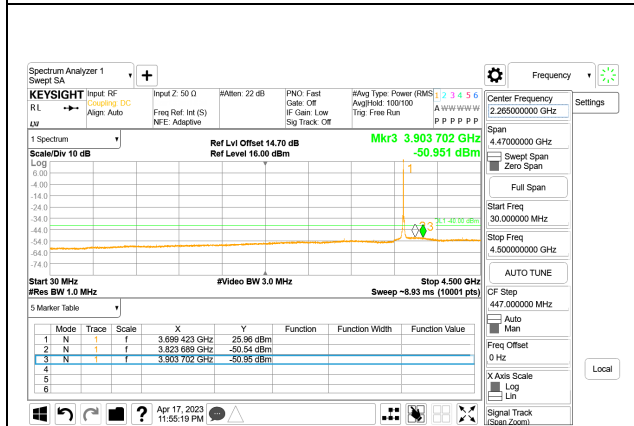 Spectrum Analyzer 1
Swept SA
+
Frequency
KEYSIGHT
Input: RF
Input Z: 50 Ω
#Atten: 22 dB
PNO: Fast
#Avg Type: Power (RMS
1 2 3 4 5 6
RL
Coupling: DC
Gate: Off
Avg|Hold: 100/100
A W W W W W
Align: Auto
Freq Ref: Int (S)
IF Gain: Low
Trig: Free Run
NFE: Adaptive
Sig Track: Off
P P P P P P
LXI
Center Frequency
2.265000000 GHz
Settings
1 Spectrum
Ref Lvl Offset 14.70 dB
Mkr3 3.903 702 GHz
Scale/Div 10 dB
Ref Level 16.00 dBm
-50.951 dBm
Span
4.47000000 GHz
Swept Span
Zero Span
Full Span
Start Freq
30.000000 MHz
Stop Freq
4.500000000 GHz
AUTO TUNE
CF Step
447.000000 MHz
Auto
Man
Freq Offset
0 Hz
X Axis Scale
Log
Lin
Signal Track
(Span Zoom)
Local
Log
6.00
-4.00
-14.0
-24.0
-34.0
-44.0
-54.0
-64.0
-74.0
1
3
Start 30 MHz
#Video BW 3.0 MHz
Stop 4.500 GHz
#Res BW 1.0 MHz
Sweep ~8.93 ms (10001 pts)
5 Marker Table
Mode Trace Scale X Y Function Function Width Function Value
1 N 1 f 3.699 423 GHz 25.96 dBm
2 N 1 f 3.823 689 GHz -50.54 dBm
3 N 1 f 3.903 702 GHz -50.95 dBm
4
5
6
?
Apr 17, 2023
11:55:19 PM